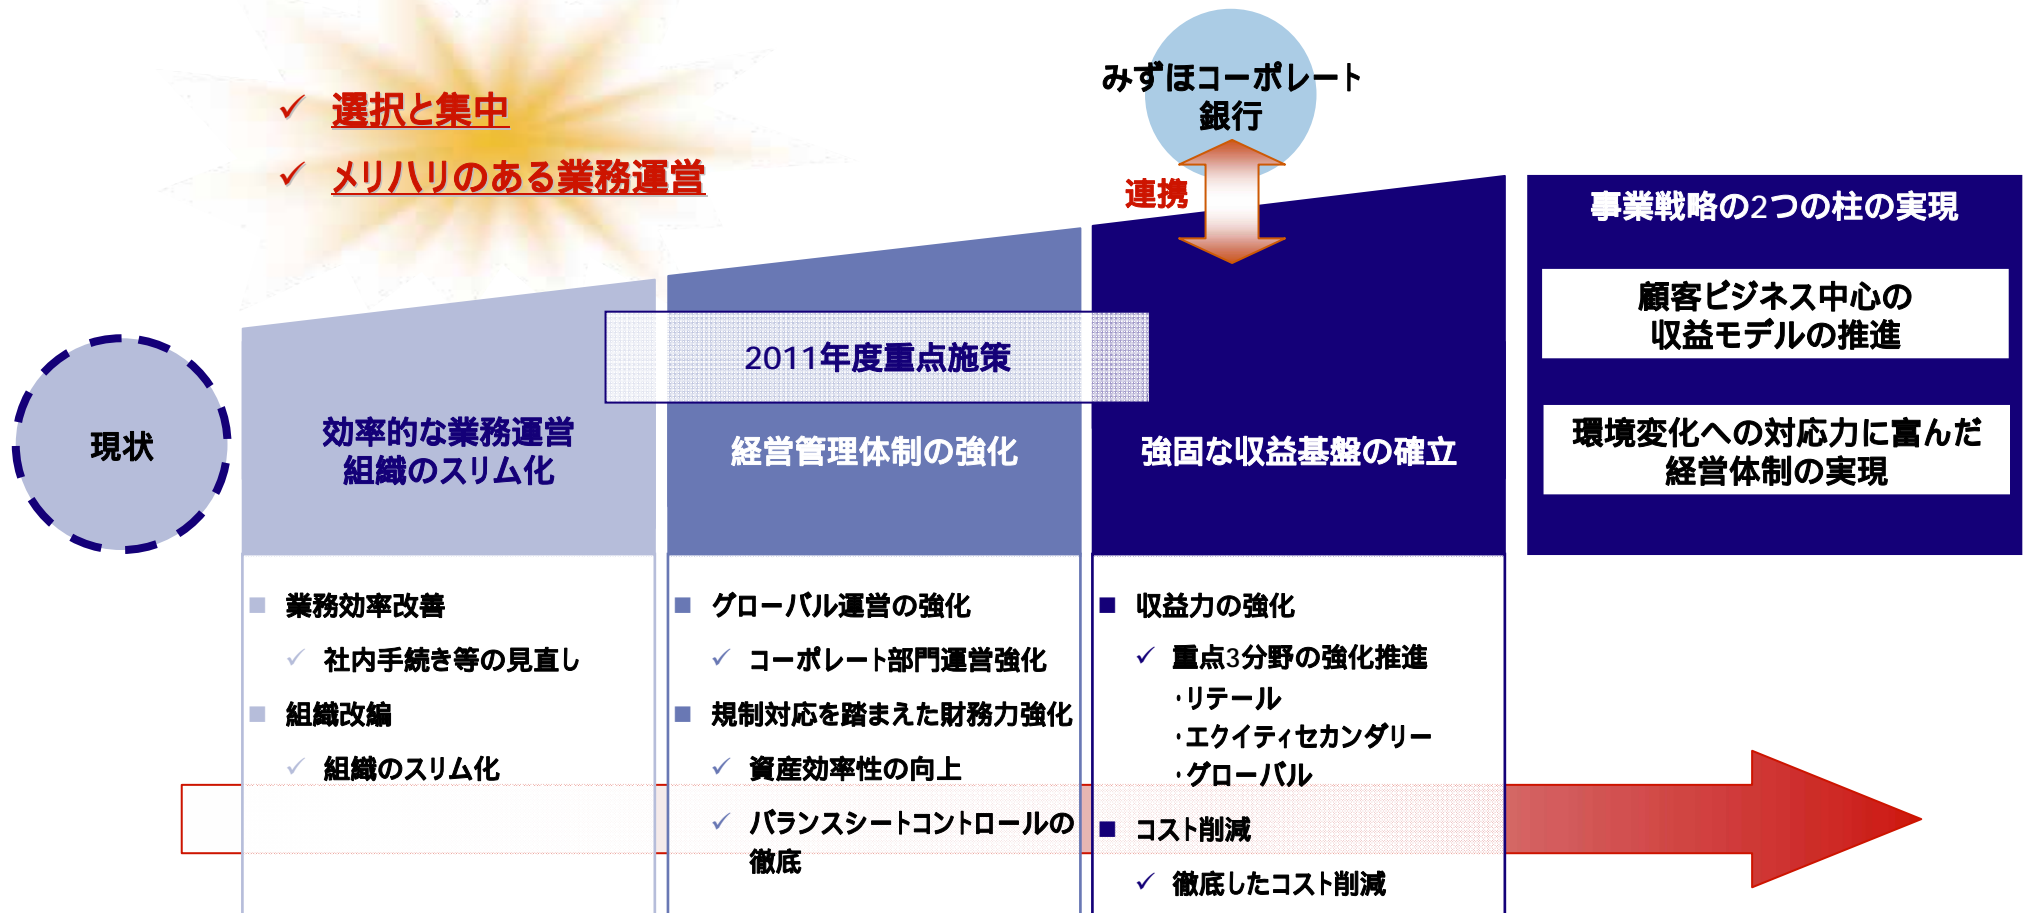 選択と集中
メリハリのある業務運営
みずほコーポレート
銀行
連携
現状
2011年度重点施策
効率的な業務運営
組織のスリム化
経営管理体制の強化
強固な収益基盤の確立
事業戦略の2つの柱の実現
顧客ビジネス中心の
収益モデルの推進
環境変化への対応力に富んだ
経営体制の実現
業務効率改善
社内手続き等の見直し
組織改編
組織のスリム化
グローバル運営の強化
コーポレート部門運営強化
規制対応を踏まえた財務力強化
資産効率性の向上
バランスシートコントロールの
徹底
収益力の強化
重点3分野の強化推進
・リテール
・エクイティセカンダリー
・グローバル
コスト削減
徹底したコスト削減